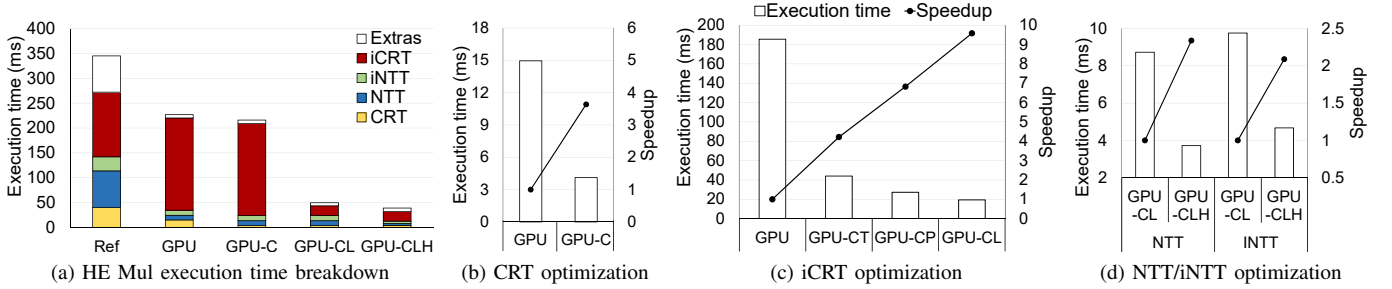 Execution time (ms)
400
350
300
250
200
150
100
50
0
Extras
iCRT
iNTT
NTT
CRT
Ref GPU GPU-C GPU-CL GPU-CLH
(a) HE Mul execution time breakdown
Execution time (ms)
18
15
12
9
6
3
0
6
5
4
3
2
1
0
Speedup
GPU GPU-C
(b) CRT optimization
Execution time Speedup
Execution time (ms)
200
180
160
140
120
100
80
60
40
20
0
10
9
8
7
6
5
4
3
2
1
0
Speedup
GPU GPU-CT GPU-CP GPU-CL
(c) iCRT optimization
Execution time (ms)
10
8
6
4
2
2.5
2
1.5
1
0.5
Speedup
GPU GPU GPU GPU
-CL -CLH -CL -CLH
NTT INTT
(d) NTT/iNTT optimization